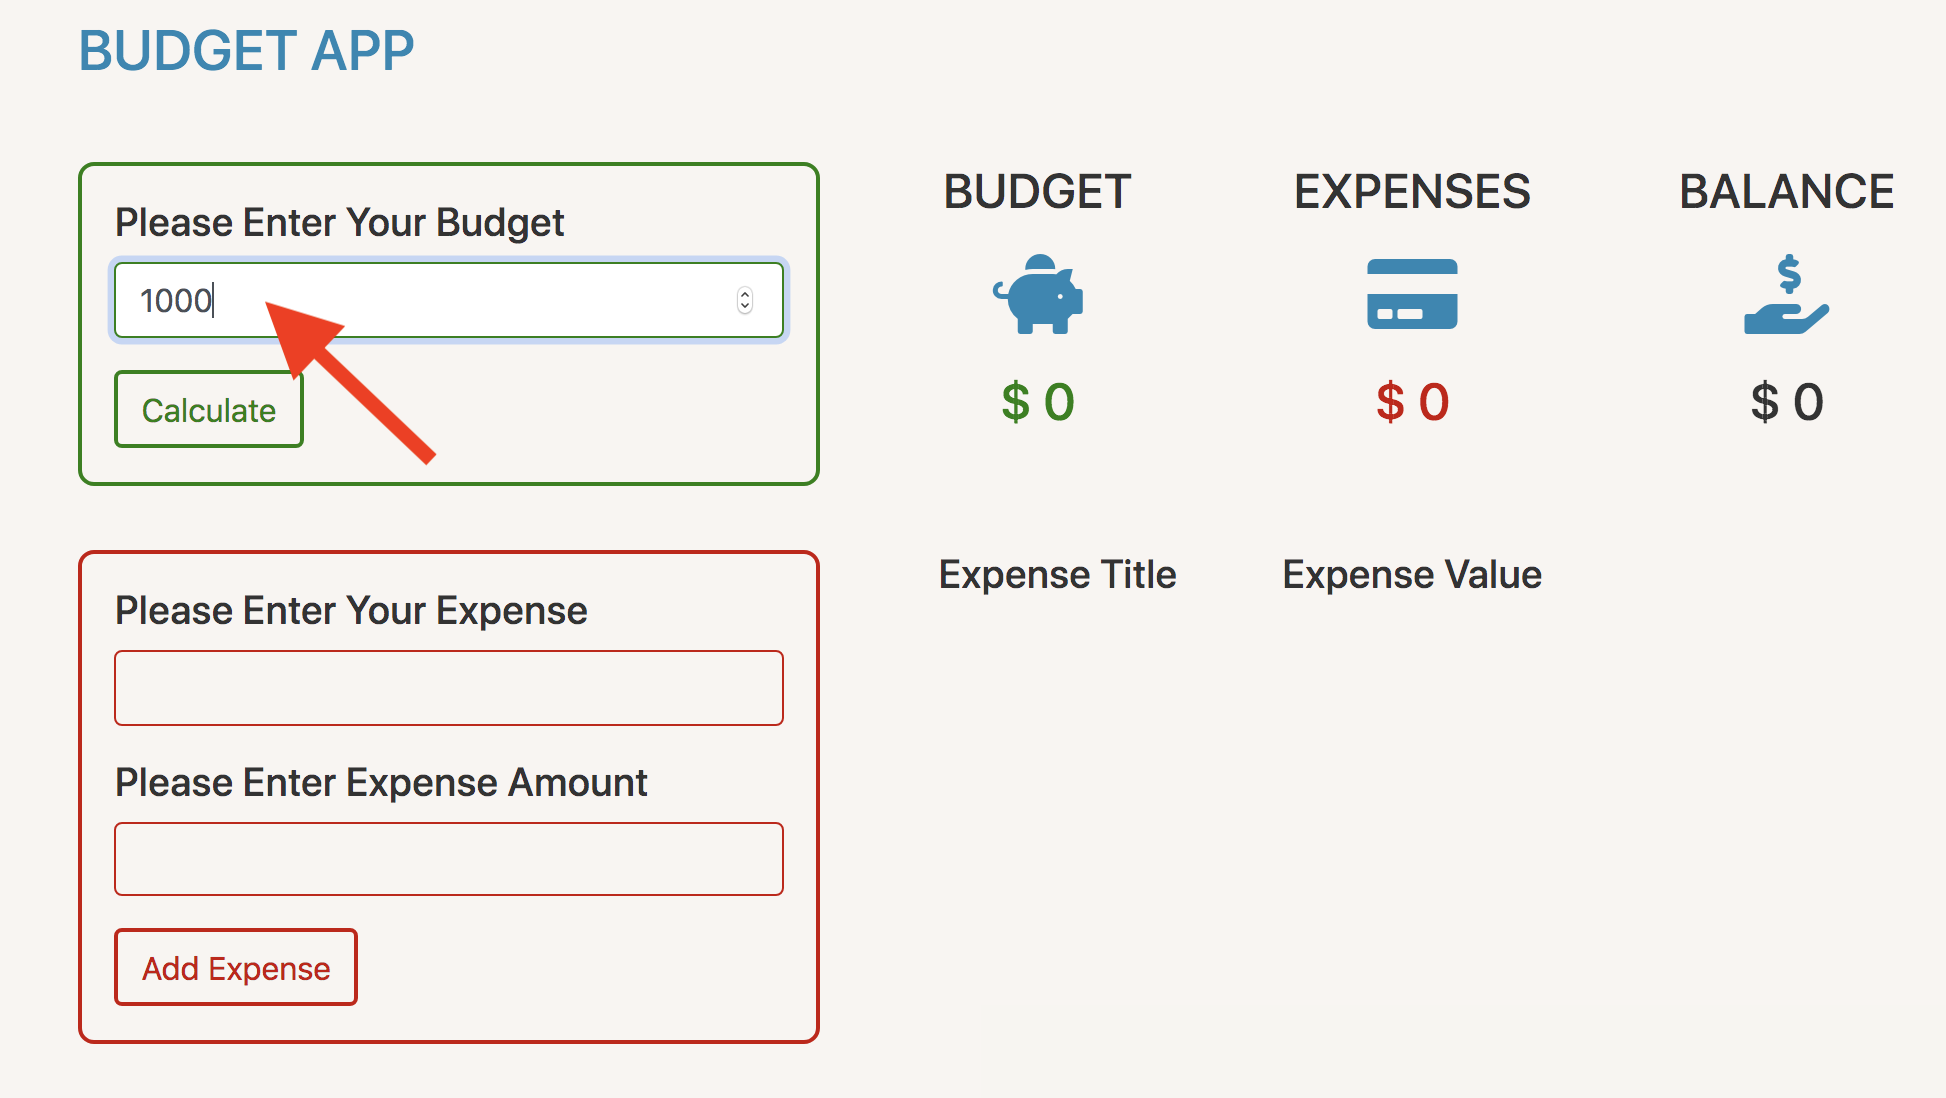 BUDGET APP
Please Enter Your Budget
1000
Calculate
BUDGET
EXPENSES
BALANCE
$
$ 0
$ 0
$ 0
Please Enter Your Expense
Please Enter Expense Amount
Add Expense
Expense Title
Expense Value